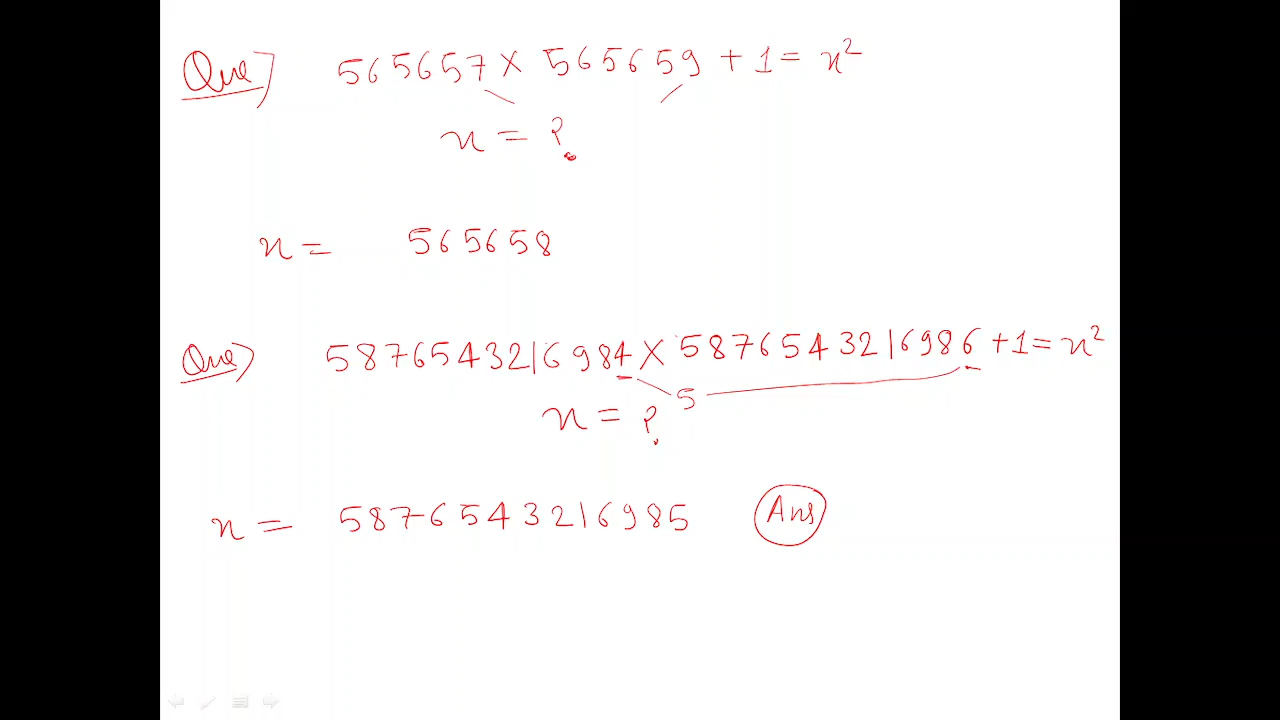 Que) 565657 × 565659 + 1 = x²
x = ?
x = 565658
Que) 5876543216984 × 5876543216986 + 1 = x²
5
x = ?
x = 5876543216985 Ans